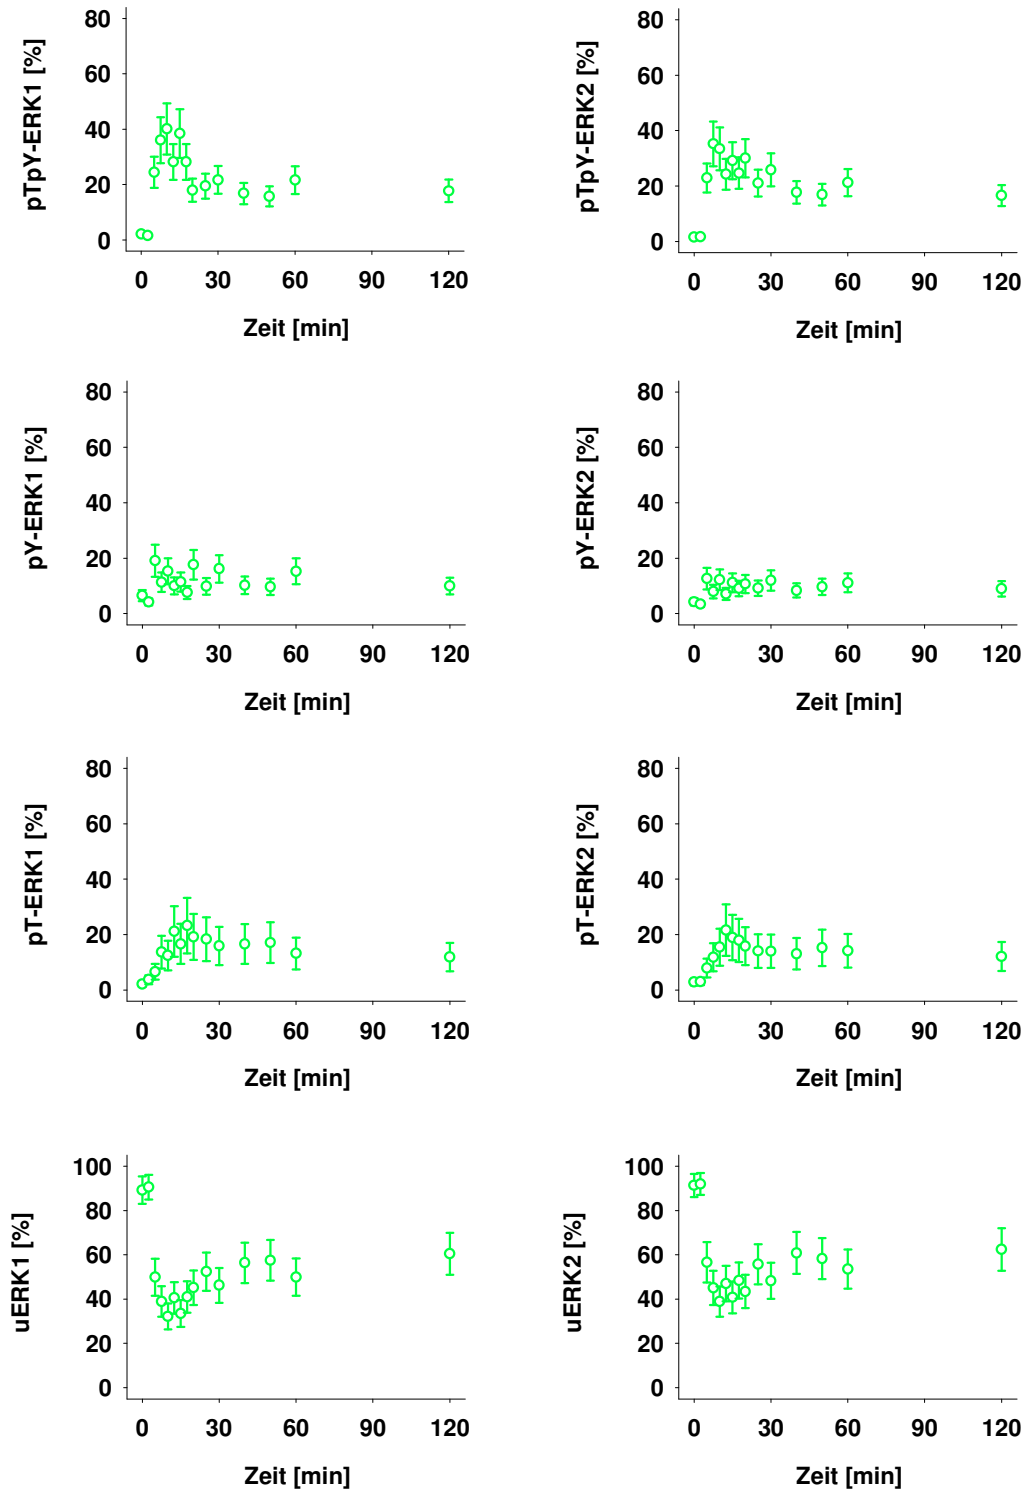 pTpY-ERK1 [%]
80
60
40
20
0
0 30 60 90 120
Zeit [min]
pTpY-ERK2 [%]
80
60
40
20
0
0 30 60 90 120
Zeit [min]
pY-ERK1 [%]
80
60
40
20
0
0 30 60 90 120
Zeit [min]
pY-ERK2 [%]
80
60
40
20
0
0 30 60 90 120
Zeit [min]
pT-ERK1 [%]
80
60
40
20
0
0 30 60 90 120
Zeit [min]
pT-ERK2 [%]
80
60
40
20
0
0 30 60 90 120
Zeit [min]
uERK1 [%]
100
80
60
40
20
0
0 30 60 90 120
Zeit [min]
uERK2 [%]
100
80
60
40
20
0
0 30 60 90 120
Zeit [min]